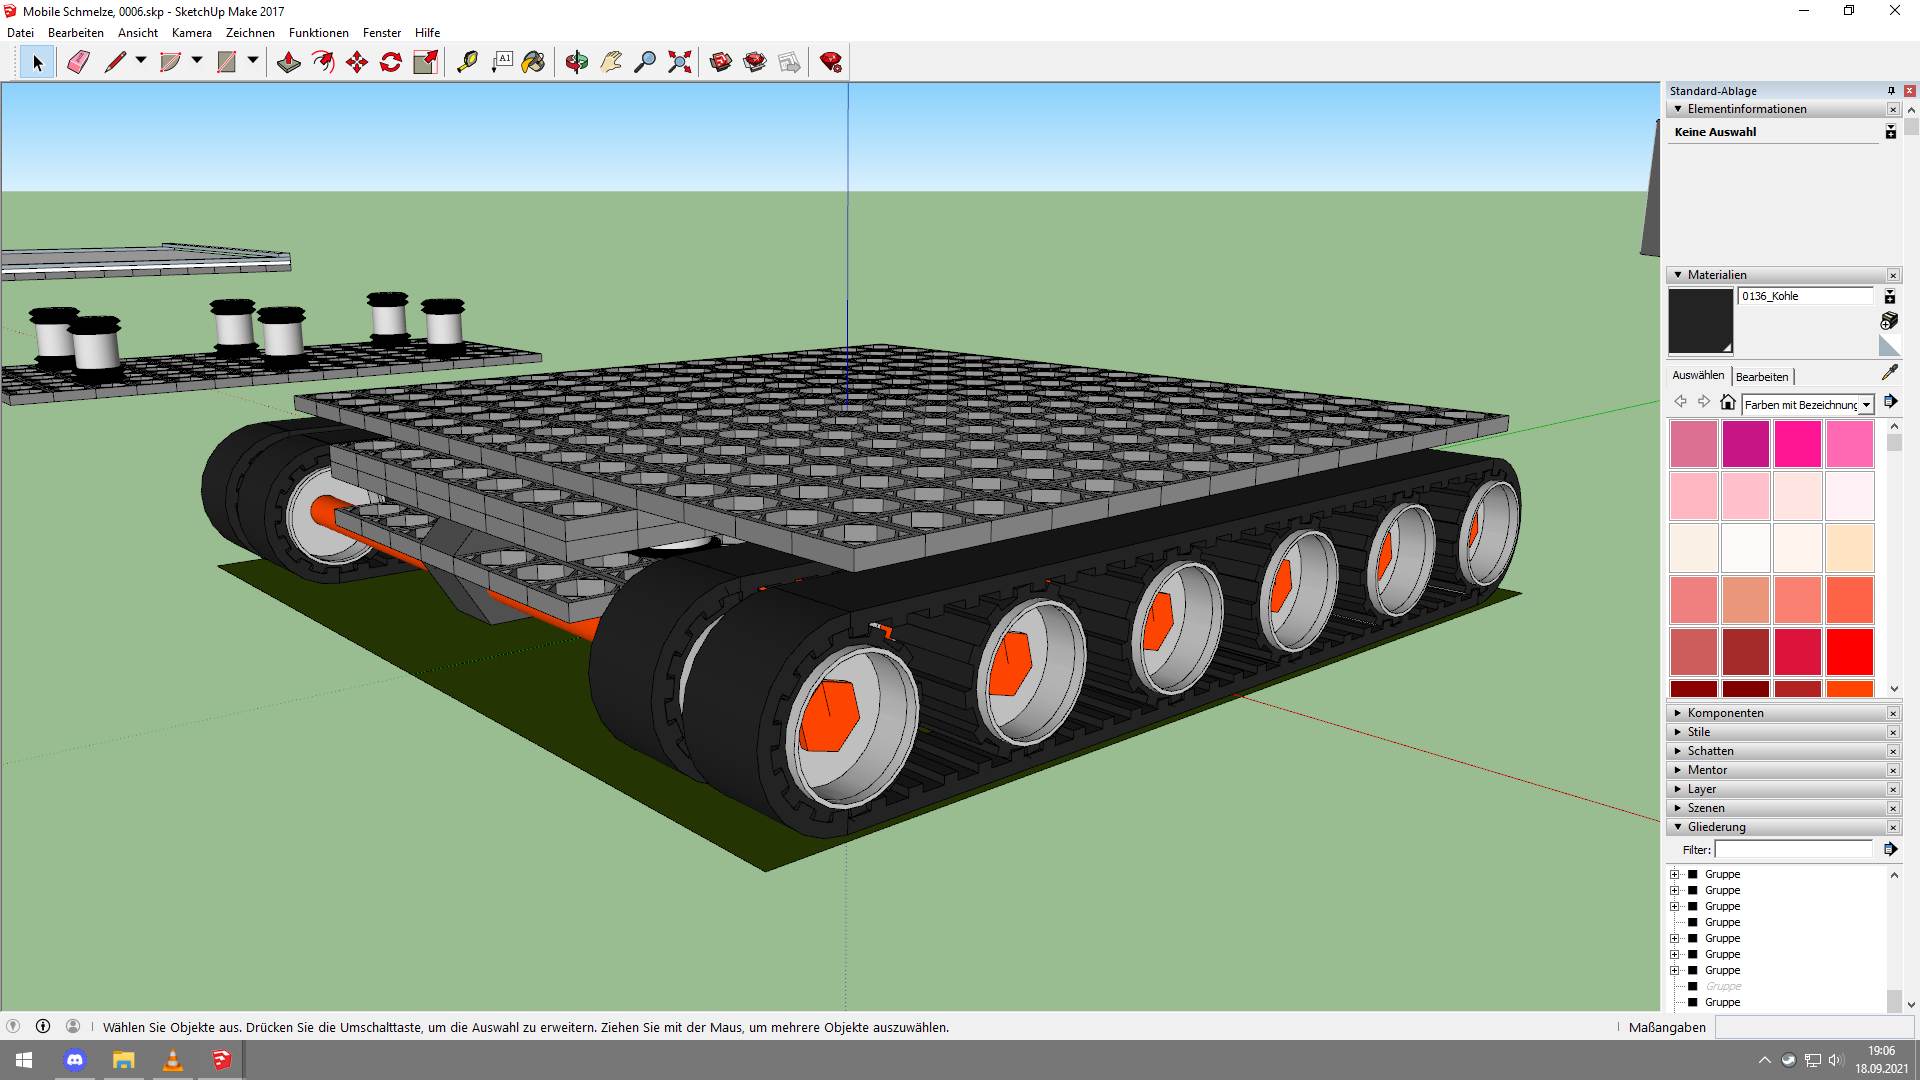 Mobile Schmelze, 0006.skp - SketchUp Make 2017
Datei Bearbeiten Ansicht Kamera Zeichnen Funktionen Fenster Hilfe
A1
Standard-Ablage
Elementinformationen
Keine Auswahl
Materialien
0136_Kohle
Auswählen Bearbeiten
Farben mit Bezeichnung
Komponenten
Stile
Schatten
Mentor
Layer
Szenen
Gliederung
Filter:
Gruppe
Gruppe
Gruppe
Gruppe
Gruppe
Gruppe
Gruppe
Gruppe
Gruppe
Wählen Sie Objekte aus. Drücken Sie die Umschalttaste, um die Auswahl zu erweitern. Ziehen Sie mit der Maus, um mehrere Objekte auszuwählen.
Maßangaben
19:06
18.09.2021